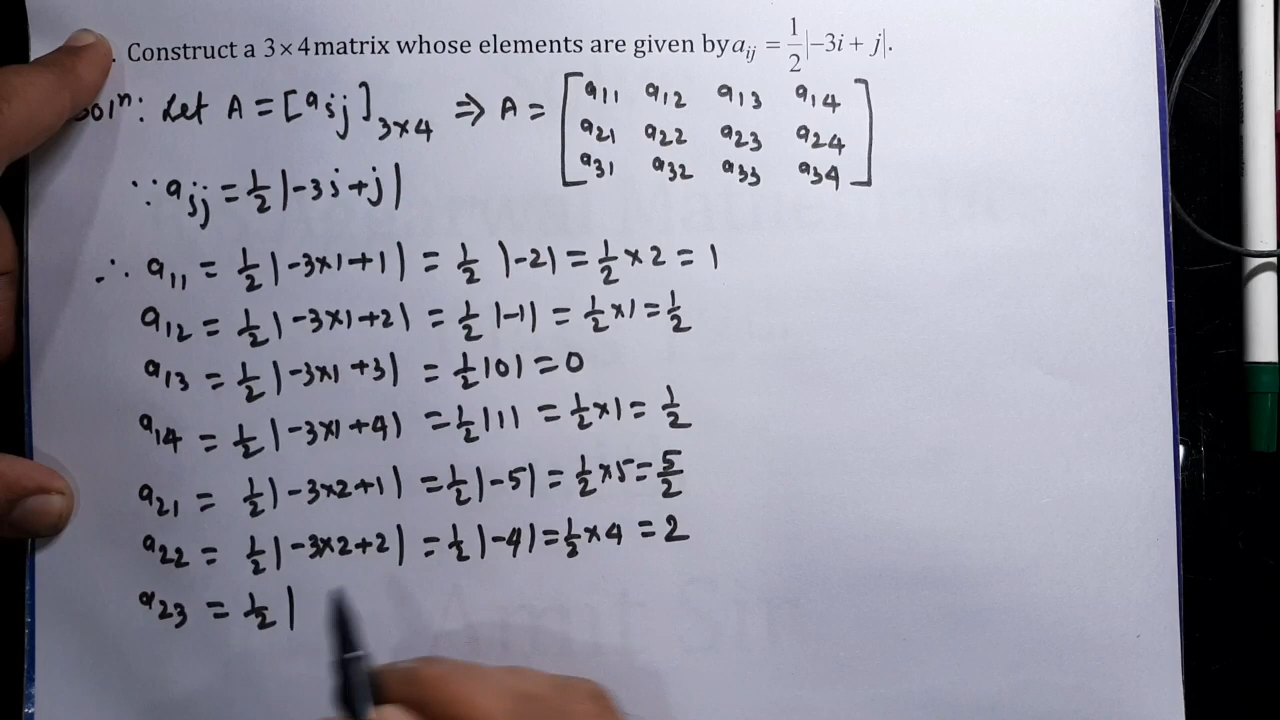 Construct a 3×4 matrix whose elements are given by a_ij = 1/2|−3i + j|.
Solⁿ: Let A = [a_ij]_3×4 ⇒ A = [a11 a12 a13 a14
a21 a22 a23 a24
a31 a32 a33 a34]
∵ a_ij = 1/2 |-3i+j|
∴ a11 = 1/2 |-3×1+1| = 1/2 |-2| = 1/2 × 2 = 1
a12 = 1/2 |-3×1+2| = 1/2 |-1| = 1/2 ×1 = 1/2
a13 = 1/2 |-3×1+3| = 1/2 |0| = 0
a14 = 1/2 |-3×1+4| = 1/2 |1| = 1/2 ×1 = 1/2
a21 = 1/2 |-3×2+1| = 1/2 |-5| = 1/2 ×5 = 5/2
a22 = 1/2 |-3×2+2| = 1/2 |-4| = 1/2 ×4 = 2
a23 = 1/2 |